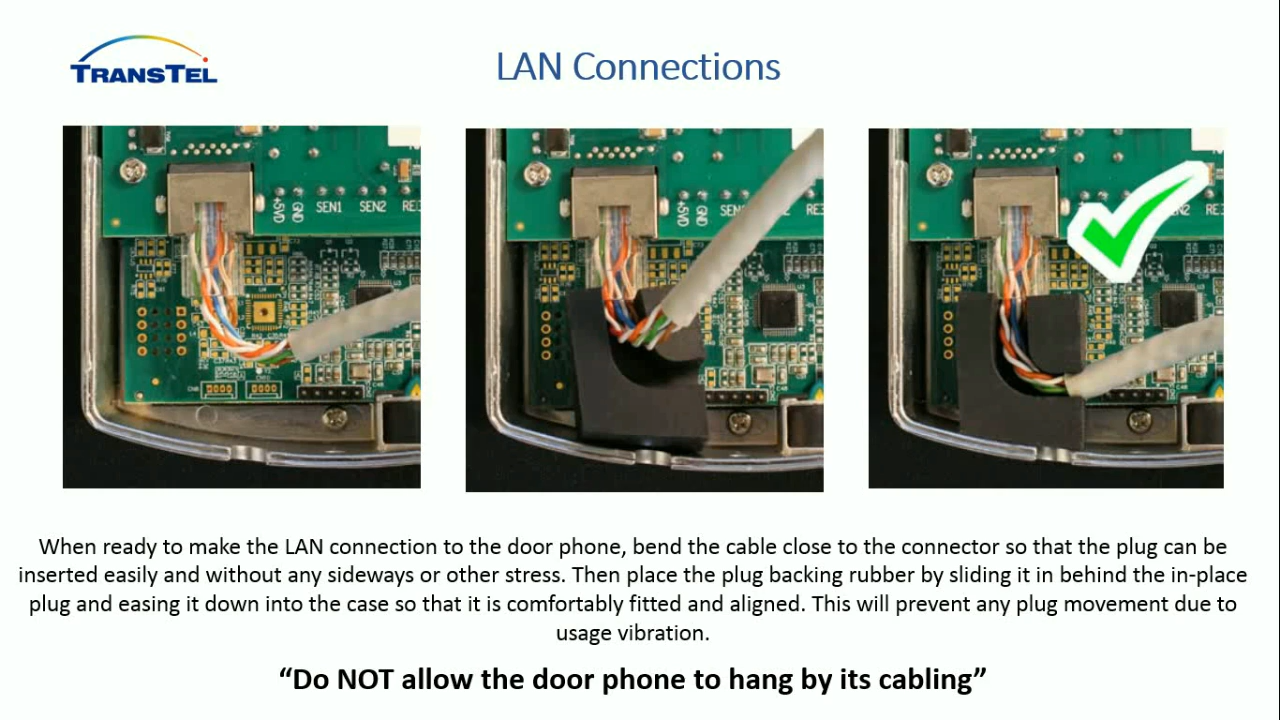 TRANSTEL
LAN Connections
+5VD
GND
SEN1
SEN2
+5VD
GND
When ready to make the LAN connection to the door phone, bend the cable close to the connector so that the plug can be
inserted easily and without any sideways or other stress. Then place the plug backing rubber by sliding it in behind the in-place
plug and easing it down into the case so that it is comfortably fitted and aligned. This will prevent any plug movement due to
usage vibration.
“Do NOT allow the door phone to hang by its cabling”